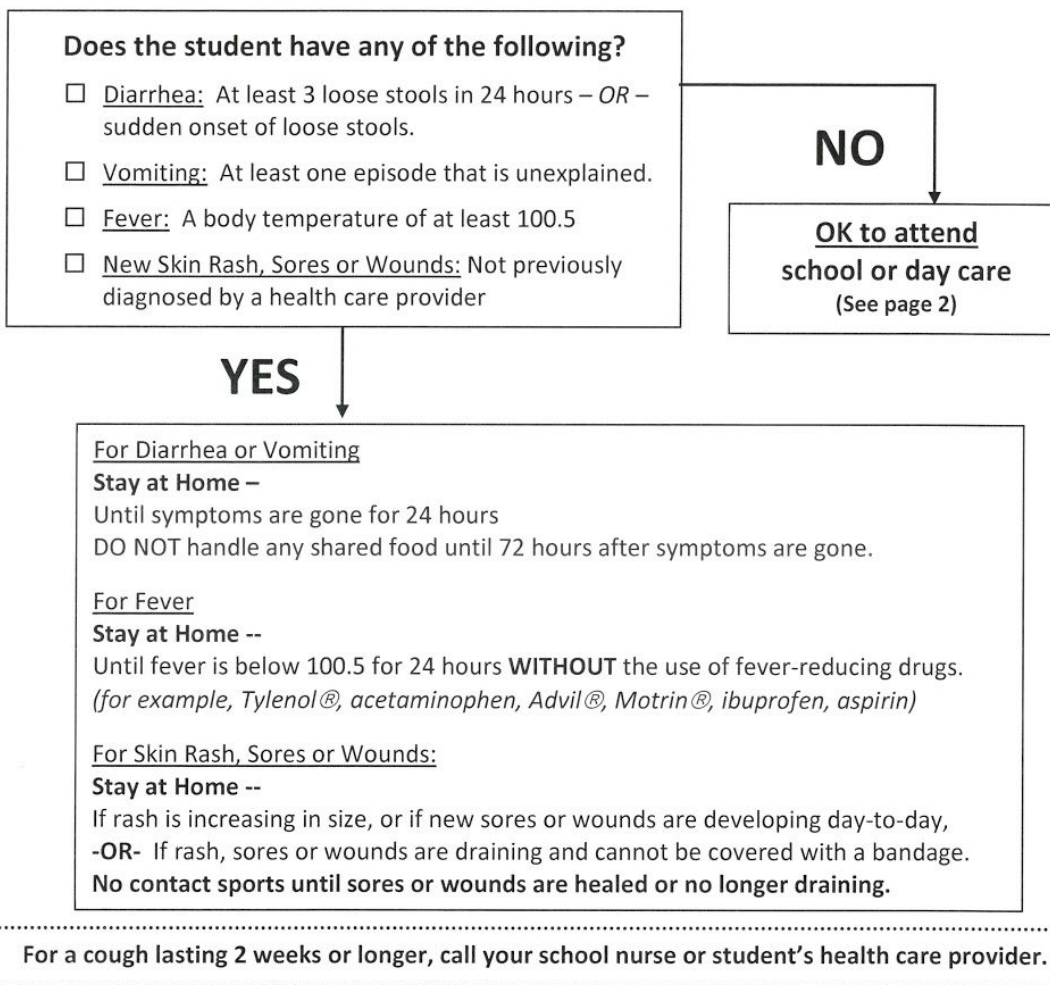 Does the student have any of the following?
☐ Diarrhea: At least 3 loose stools in 24 hours – OR –
sudden onset of loose stools.
☐ Vomiting: At least one episode that is unexplained.
☐ Fever: A body temperature of at least 100.5
☐ New Skin Rash, Sores or Wounds: Not previously
diagnosed by a health care provider
NO
OK to attend
school or day care
(See page 2)
YES
For Diarrhea or Vomiting
Stay at Home –
Until symptoms are gone for 24 hours
DO NOT handle any shared food until 72 hours after symptoms are gone.
For Fever
Stay at Home --
Until fever is below 100.5 for 24 hours WITHOUT the use of fever-reducing drugs.
(for example, Tylenol®, acetaminophen, Advil®, Motrin®, ibuprofen, aspirin)
For Skin Rash, Sores or Wounds:
Stay at Home --
If rash is increasing in size, or if new sores or wounds are developing day-to-day,
-OR- If rash, sores or wounds are draining and cannot be covered with a bandage.
No contact sports until sores or wounds are healed or no longer draining.
For a cough lasting 2 weeks or longer, call your school nurse or student's health care provider.